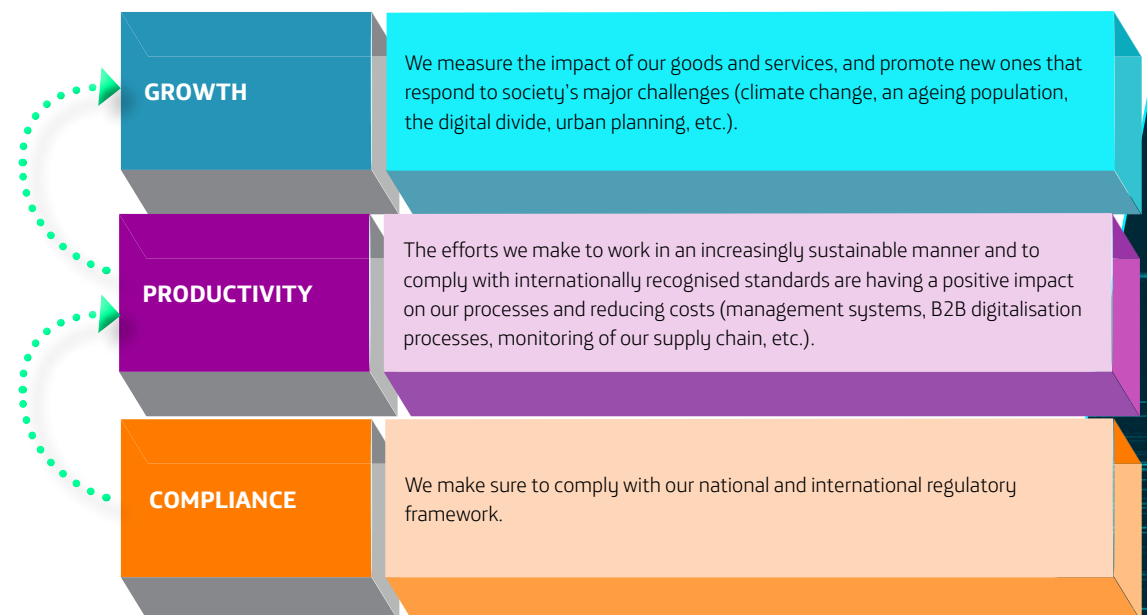 GROWTH
We measure the impact of our goods and services, and promote new ones that
respond to society's major challenges (climate change, an ageing population,
the digital divide, urban planning, etc.).
PRODUCTIVITY
The efforts we make to work in an increasingly sustainable manner and to
comply with internationally recognised standards are having a positive impact
on our processes and reducing costs (management systems, B2B digitalisation
processes, monitoring of our supply chain, etc.).
COMPLIANCE
We make sure to comply with our national and international regulatory
framework.